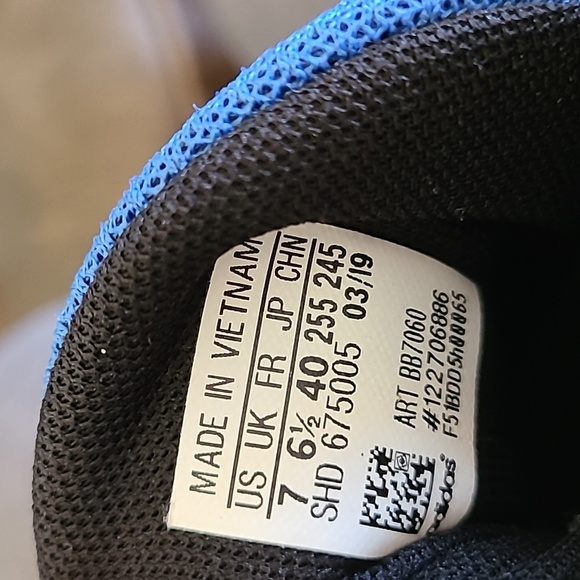 MADE IN VIETNAM
US UK FR JP CHN
7 6½ 40 255 245
SHD 675005 03/19
ART BB7060
#122706886
F51BDD5h00065
adidas